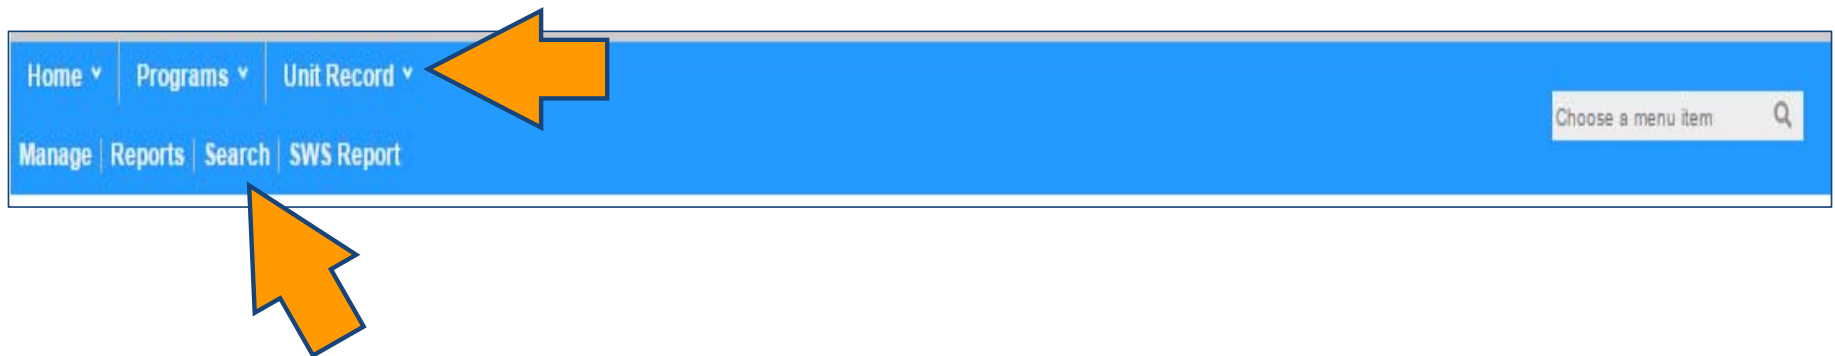 Home Programs Unit Record
Choose a menu item
Manage Reports Search SWS Report